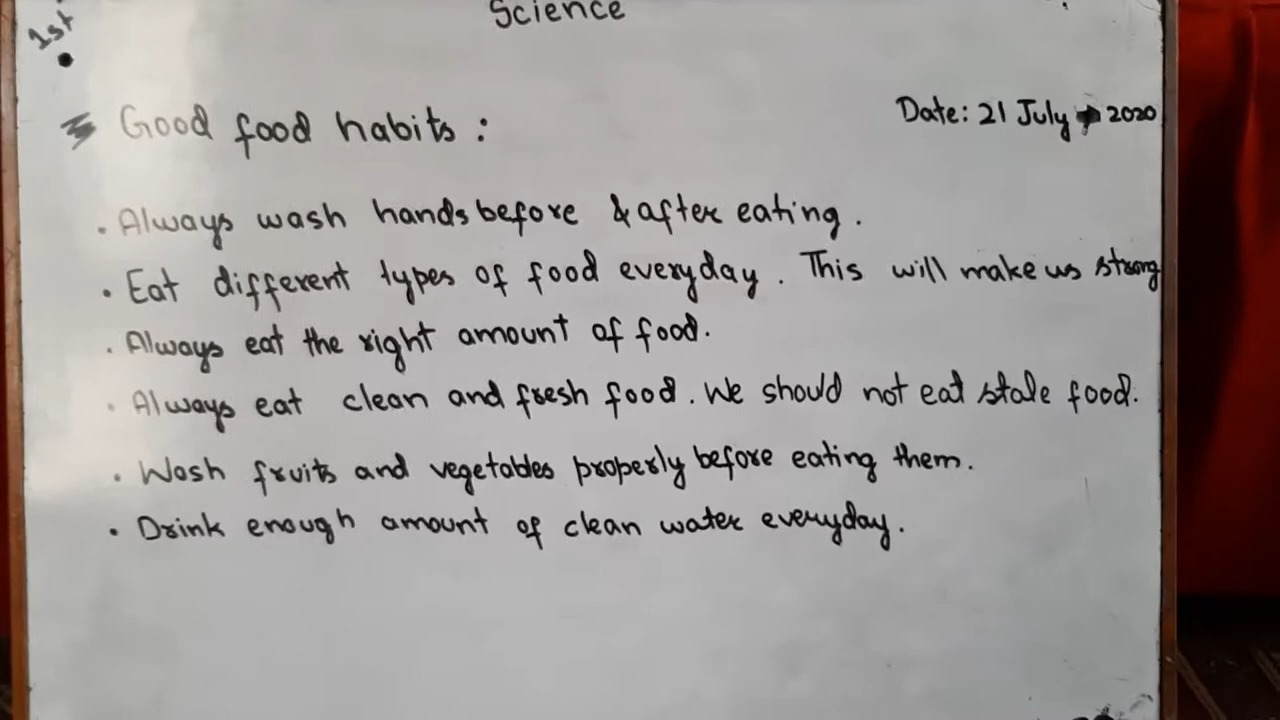 Science
1st
Good food habits :
Date: 21 July 2020
• Always wash hands before & after eating.
• Eat different types of food everyday. This will make us strong
• Always eat the right amount of food.
• Always eat clean and fresh food. We should not eat stale food.
• Wash fruits and vegetables properly before eating them.
• Drink enough amount of clean water everyday.